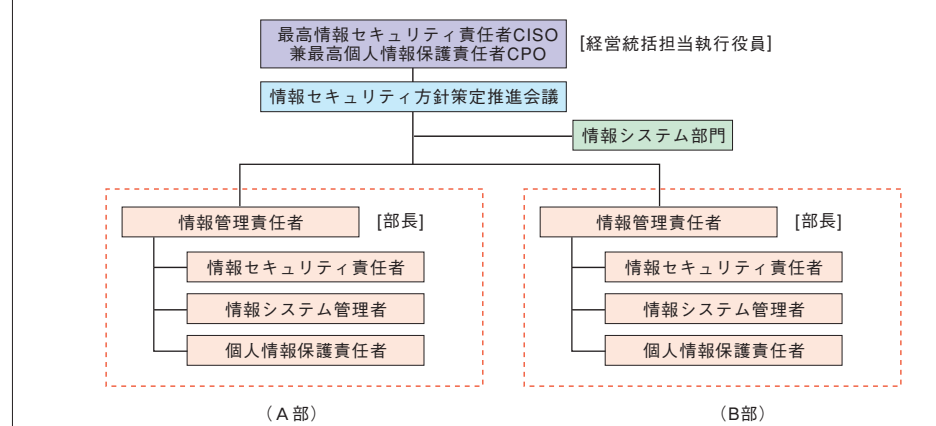 最高情報セキュリティ責任者CISO
兼最高個人情報保護責任者CPO
[経営統括担当執行役員]
情報セキュリティ方針策定推進会議
情報システム部門
情報管理責任者
[部長]
情報セキュリティ責任者
情報システム管理者
個人情報保護責任者
（A部）
情報管理責任者
[部長]
情報セキュリティ責任者
情報システム管理者
個人情報保護責任者
（B部）